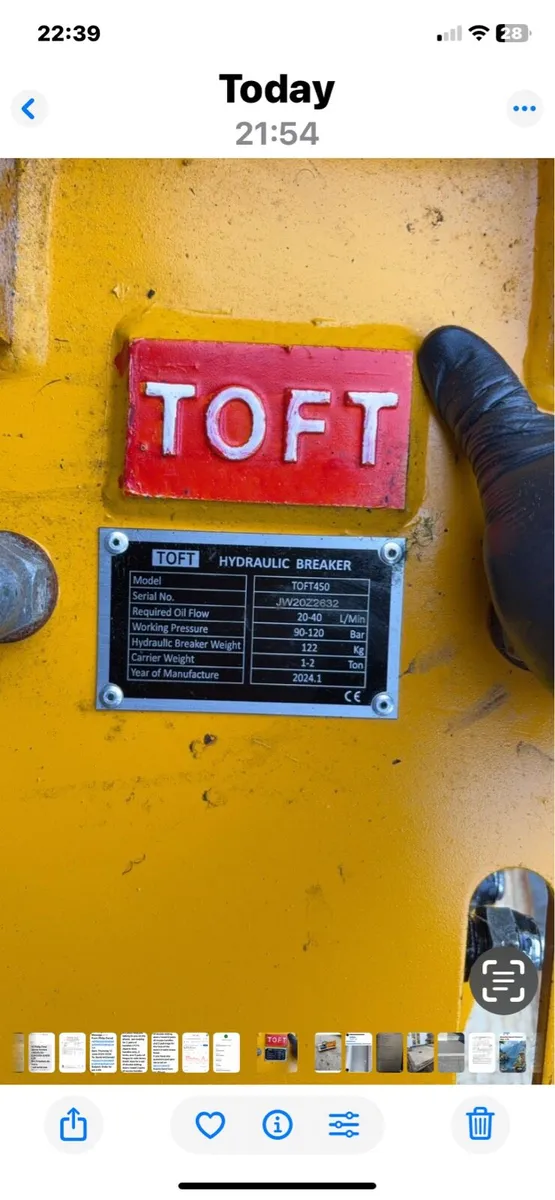 22:39
28
Today
21:54
TOFT
TOFT HYDRAULIC BREAKER
Model TOFT450
Serial No. JW20Z2632
Required Oil Flow 20-40 L/Min
Working Pressure 90-120 Bar
Hydraulic Breaker Weight 122 Kg
Carrier Weight 1-2 Ton
Year of Manufacture 2024.1
CE